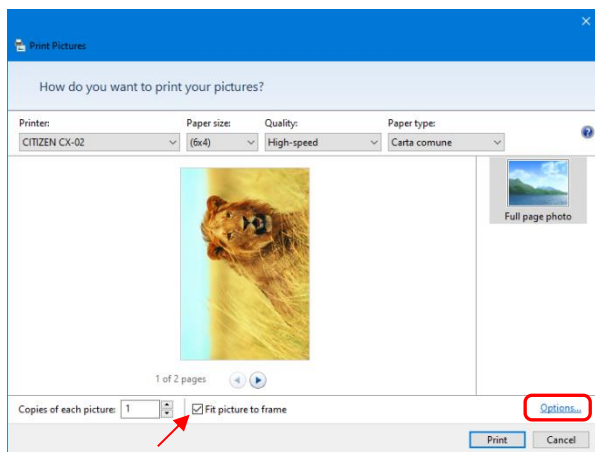 Print Pictures
How do you want to print your pictures?
Printer: Paper size: Quality: Paper type:
CITIZEN CX-02 (6x4) High-speed Carta comune
Full page photo
1 of 2 pages
Copies of each picture: 1 Fit picture to frame Options...
Print Cancel